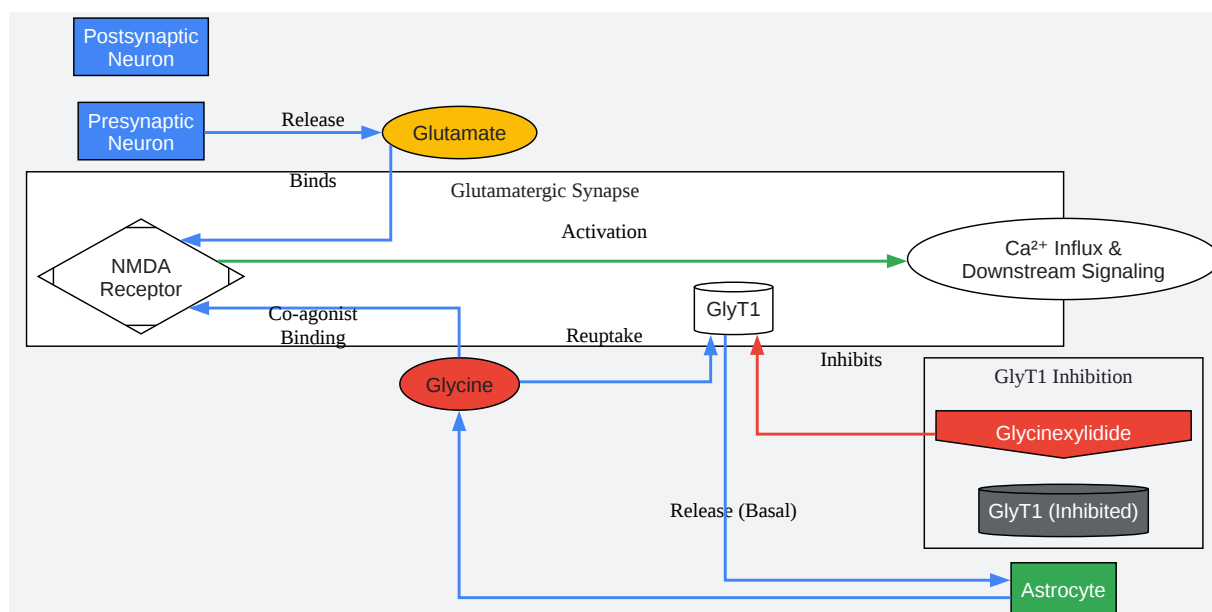 Postsynaptic
Neuron
Presynaptic
Neuron
Release
Glutamate
Binds
Glutamatergic Synapse
Activation
NMDA
Receptor
Ca²⁺ Influx &
Downstream Signaling
Co-agonist
Binding
GlyT1
Reuptake
Inhibits
Glycine
GlyT1 Inhibition
Glycinexylidide
GlyT1 (Inhibited)
Release (Basal)
Astrocyte